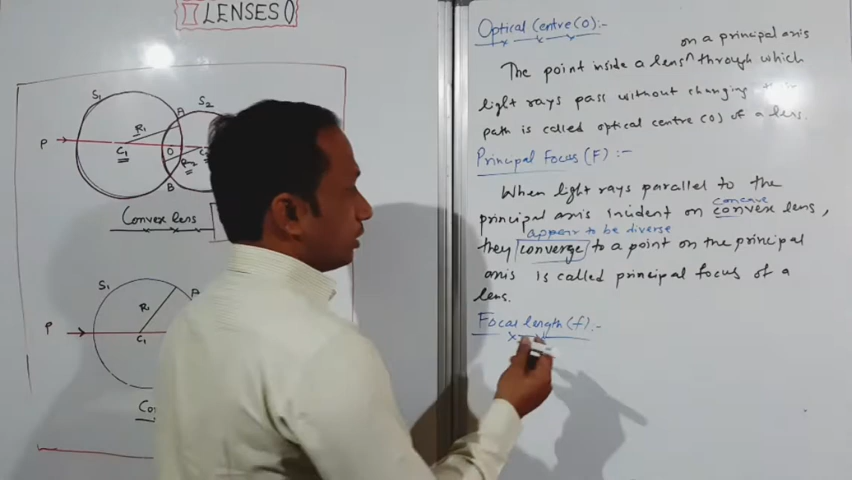 LENSES()
S1
A
S2
P
R1
C1
O
R2
B
Convex lens
S1
R1
A
P
C1
Optical Centre (O) :-
on a principal axis
The point inside a lens ^ through which
light rays pass without changing
path is called optical centre (O) of a lens.
Principal Focus (F) :-
When light rays parallel to the
concave
principal axis incident on convex lens,
appear to be diverse
they converge to a point on the principal
axis is called principal focus of a
lens.
Focal length (f) :-